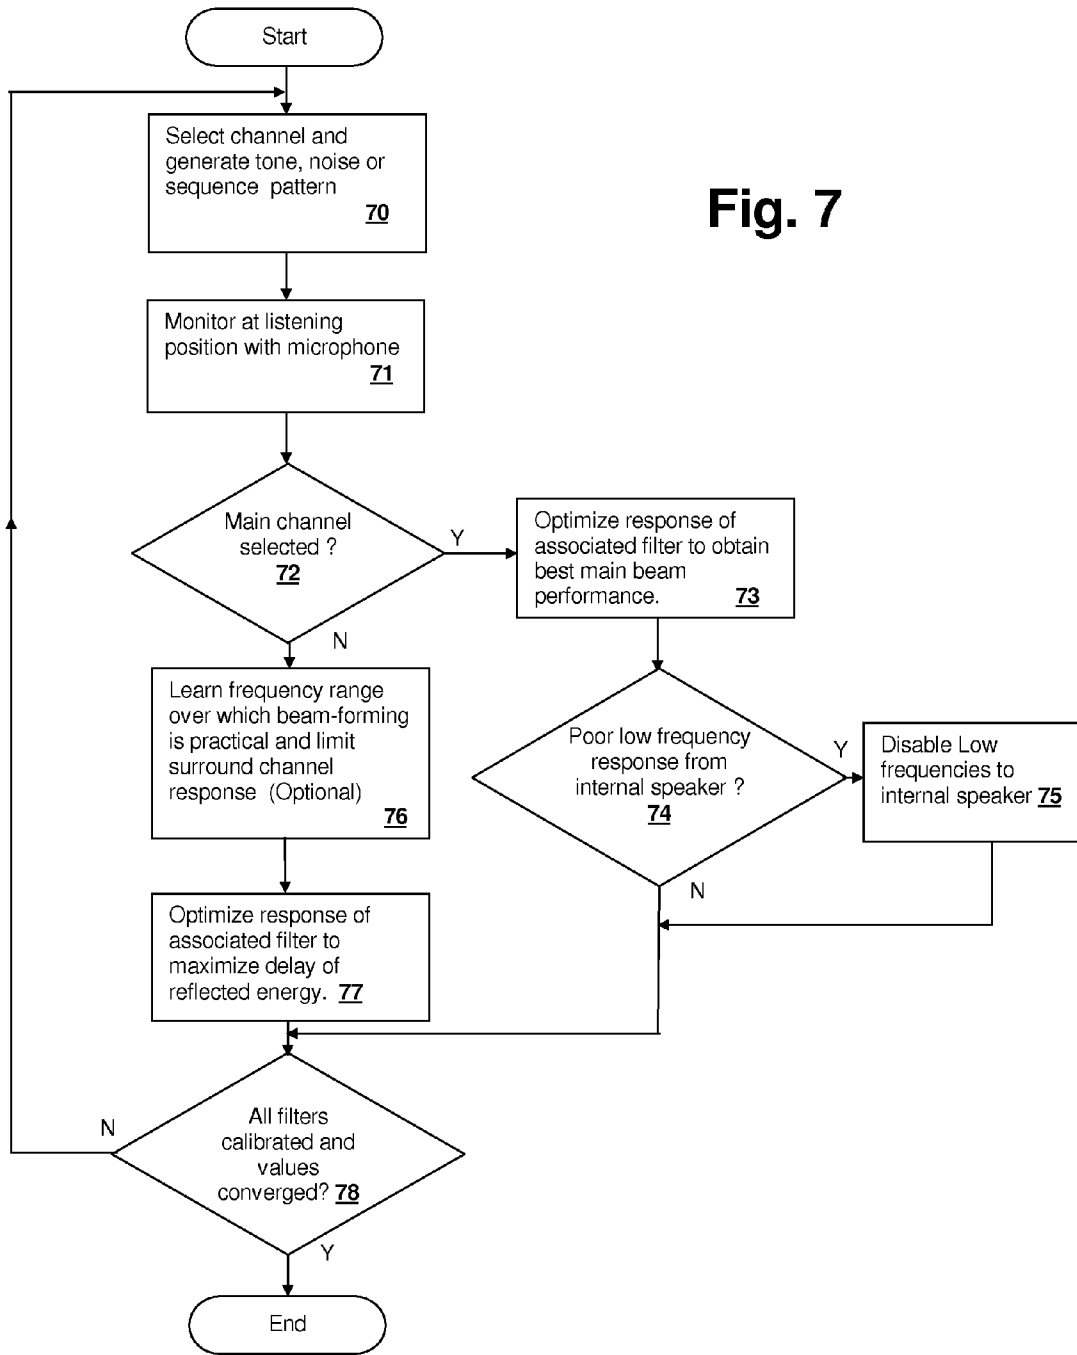 Start
Select channel and
generate tone, noise or
sequence pattern
70
Fig. 7
Monitor at listening
position with microphone
71
Main channel
selected ?
72
Y
N
Optimize response of
associated filter to obtain
best main beam
performance. 73
Learn frequency range
over which beam-forming
is practical and limit
surround channel
response (Optional)
76
Poor low frequency
response from
internal speaker ?
74
Y
N
Disable Low
frequencies to
internal speaker 75
Optimize response of
associated filter to
maximize delay of
reflected energy. 77
All filters
calibrated and
values
converged? 78
N
Y
End